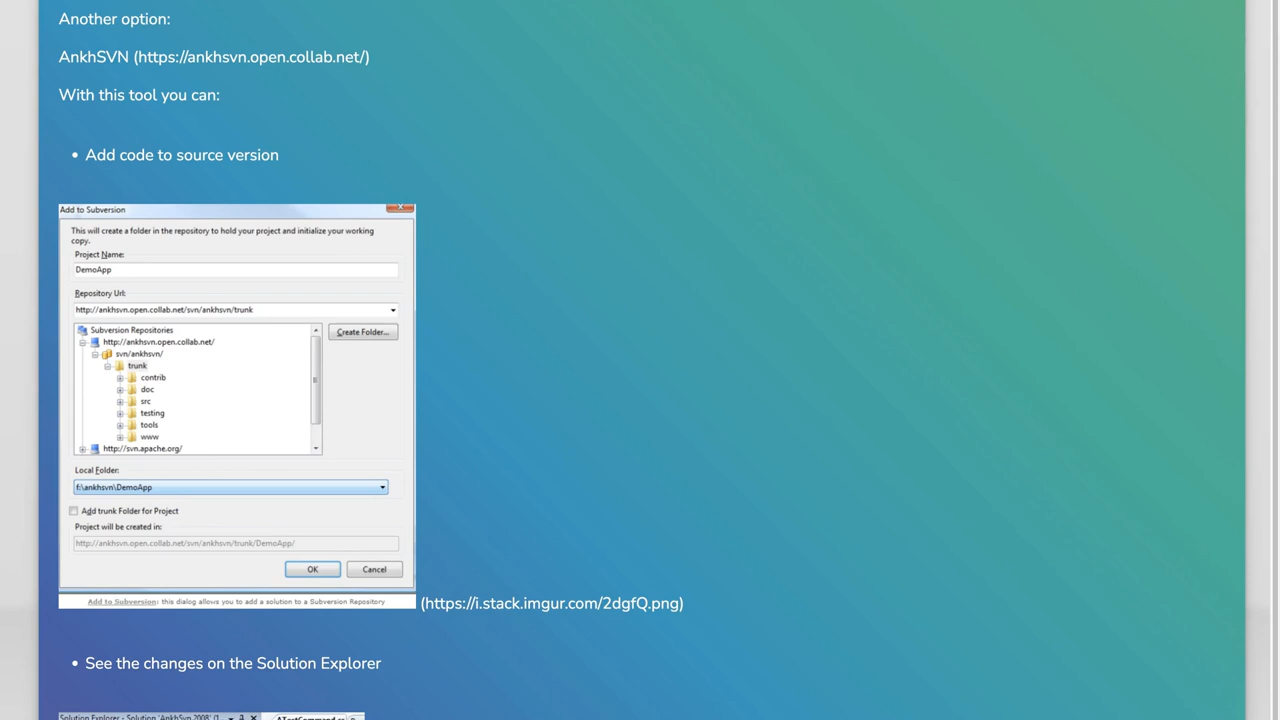 Another option:
AnkhSVN (https://ankhsvn.open.collab.net/)
With this tool you can:
• Add code to source version
Add to Subversion
This will create a folder in the repository to hold your project and initialize your working
copy.
Project Name:
DemoApp
Repository Url:
http://ankhsvn.open.collab.net/svn/ankhsvn/trunk
Subversion Repositories
Create Folder...
http://ankhsvn.open.collab.net/
svn/ankhsvn/
trunk
contrib
doc
src
testing
tools
www
http://svn.apache.org/
Local Folder:
f:\ankhsvn\DemoApp
Add trunk Folder for Project
Project will be created in:
http://ankhsvn.open.collab.net/svn/ankhsvn/trunk/DemoApp/
OK Cancel
Add to Subversion: this dialog allows you to add a solution to a Subversion Repository
(https://i.stack.imgur.com/2dgfQ.png)
• See the changes on the Solution Explorer
Solution Explorer - Solution 'AnkhSvn.2008'